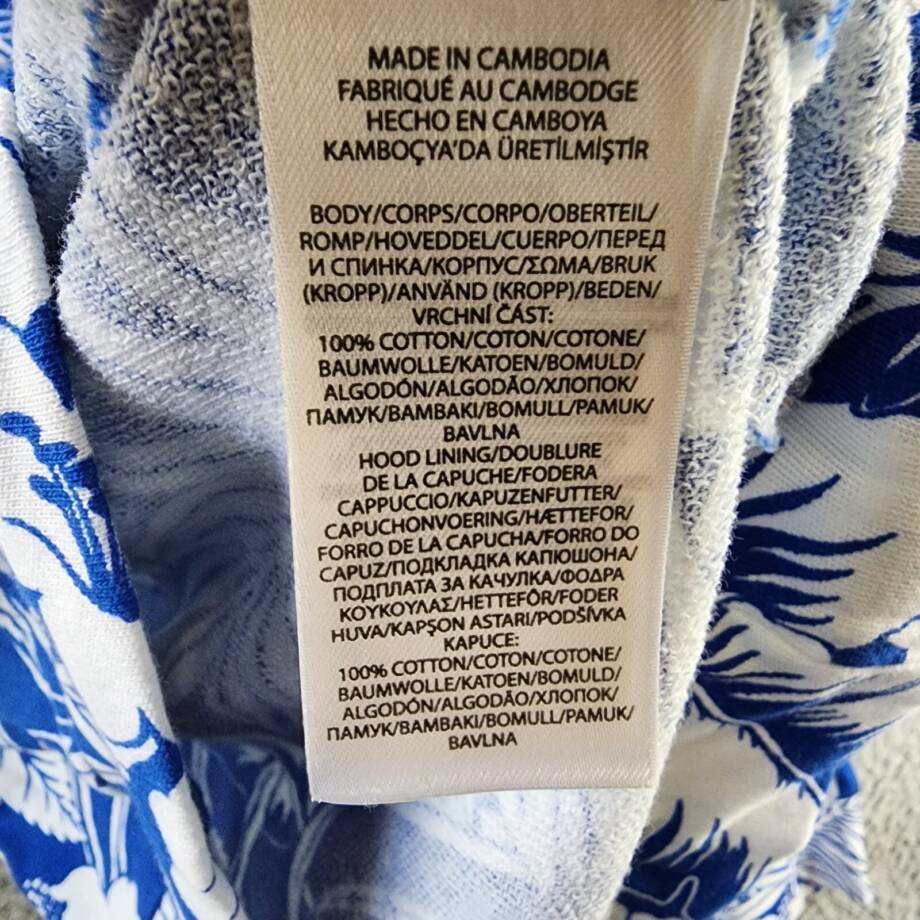 MADE IN CAMBODIA
FABRIQUÉ AU CAMBODGE
HECHO EN CAMBOYA
KAMBOÇYA'DA ÜRETİLMİŞTİR
BODY/CORPS/CORPO/OBERTEIL/
ROMP/HOVEDDEL/CUERPO/ПЕРЕД
И СПИНКА/КОРПУС/ΣΩΜΑ/BRUK
(KROPP)/ANVÄND (KROPP)/BEDEN/
VRCHNÍ ČÁST:
100% COTTON/COTON/COTONE/
BAUMWOLLE/KATOEN/BOMULD/
ALGODÓN/ALGODÃO/ХЛОПОК/
ПАМУК/BAMBAKI/BOMULL/PAMUK/
BAVLNA
HOOD LINING/DOUBLURE
DE LA CAPUCHE/FODERA
CAPPUCCIO/KAPUZENFUTTER/
CAPUCHONVOERING/HÆTTEFOR/
FORRO DE LA CAPUCHA/FORRO DO
CAPUZ/ПОДКЛАДКА КАПЮШОНА/
ПОДПЛАТА ЗА КАЧУЛКА/ΦΟΔΡΑ
ΚΟΥΚΟΥΛΑΣ/HETTEFÔR/FODER
HUVA/KAPŞON ASTARI/PODŠÍVKA
KAPUCE:
100% COTTON/COTON/COTONE/
BAUMWOLLE/KATOEN/BOMULD/
ALGODÓN/ALGODÃO/ХЛОПОК/
ПАМУК/BAMBAKI/BOMULL/PAMUK/
BAVLNA